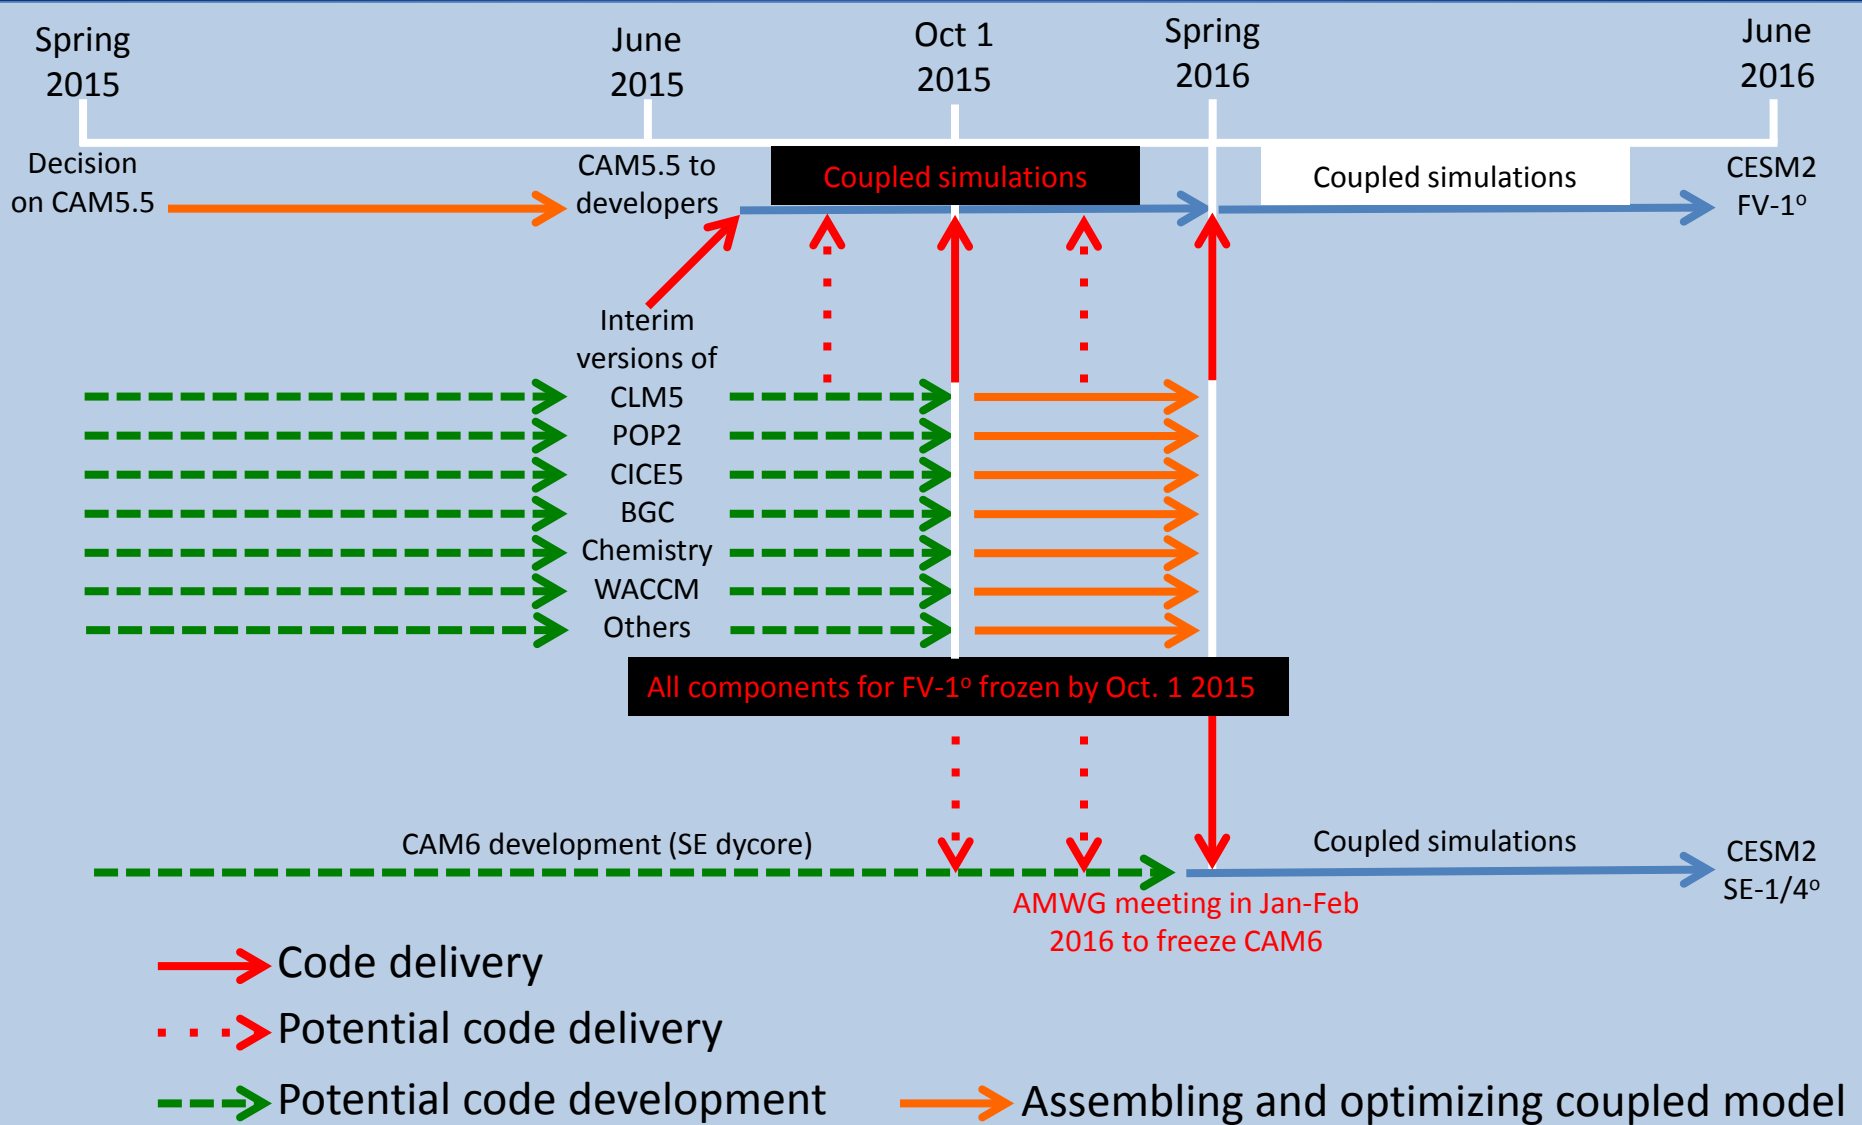 Spring
2015
June
2015
Oct 1
2015
Spring
2016
June
2016
Decision
on CAM5.5
CAM5.5 to
developers
Coupled simulations
Coupled simulations
CESM2
FV-1º
Interim
versions of
CLM5
POP2
CICE5
BGC
Chemistry
WACCM
Others
All components for FV-1º frozen by Oct. 1 2015
CAM6 development (SE dycore)
Coupled simulations
CESM2
SE-1/4º
AMWG meeting in Jan-Feb
2016 to freeze CAM6
Code delivery
Potential code delivery
Potential code development
Assembling and optimizing coupled model